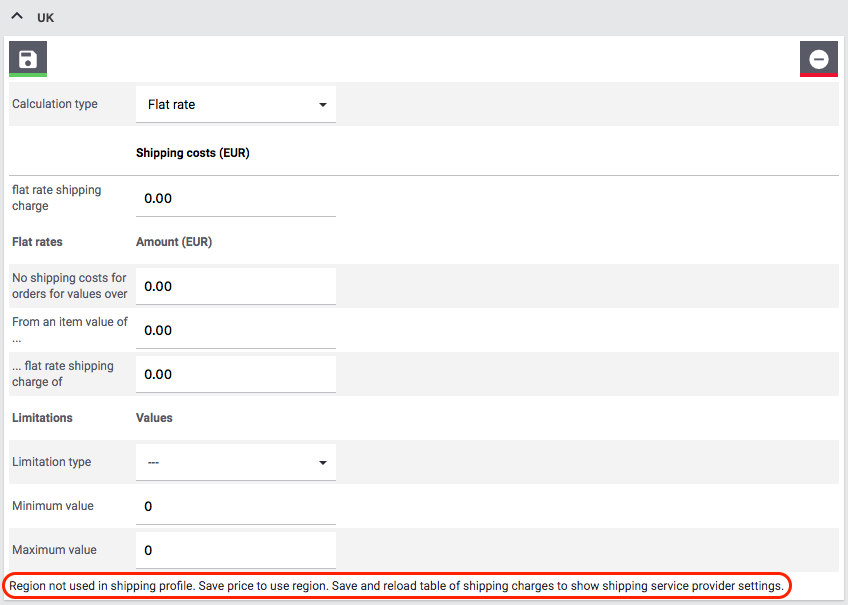 UK
Calculation type
Flat rate
Shipping costs (EUR)
flat rate shipping
charge
0.00
Flat rates
Amount (EUR)
No shipping costs for
orders for values over
0.00
From an item value of
...
0.00
... flat rate shipping
charge of
0.00
Limitations
Values
Limitation type
---
Minimum value
0
Maximum value
0
Region not used in shipping profile. Save price to use region. Save and reload table of shipping charges to show shipping service provider settings.